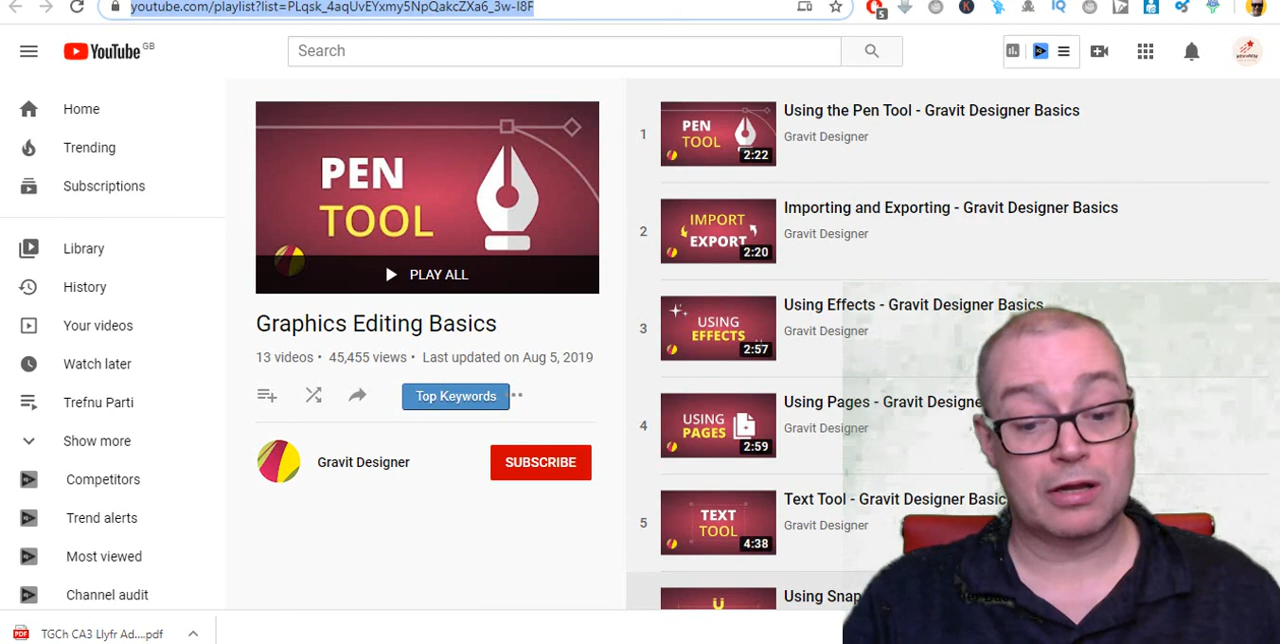 youtube.com/playlist?list=PLqsk_4aqUvEYxmy5NpQakcZXa6_3w-I8F
5
K
IQ
YouTube GB
Search
Home
Trending
Subscriptions
Library
History
Your videos
Watch later
Trefnu Parti
Show more
Competitors
Trend alerts
Most viewed
Channel audit
PEN
TOOL
PLAY ALL
Graphics Editing Basics
13 videos • 45,455 views • Last updated on Aug 5, 2019
Top Keywords
Gravit Designer
SUBSCRIBE
1
PEN
TOOL
2:22
Using the Pen Tool - Gravit Designer Basics
Gravit Designer
2
IMPORT
EXPORT
2:20
Importing and Exporting - Gravit Designer Basics
Gravit Designer
3
USING
EFFECTS
2:57
Using Effects - Gravit Designer Basics
Gravit Designer
4
USING
PAGES
2:59
Using Pages - Gravit Designe
Gravit Designer
5
TEXT
TOOL
4:38
Text Tool - Gravit Designer Basic
Gravit Designer
Using Snap
PDF
TGCh CA3 Llyfr Ad....pdf